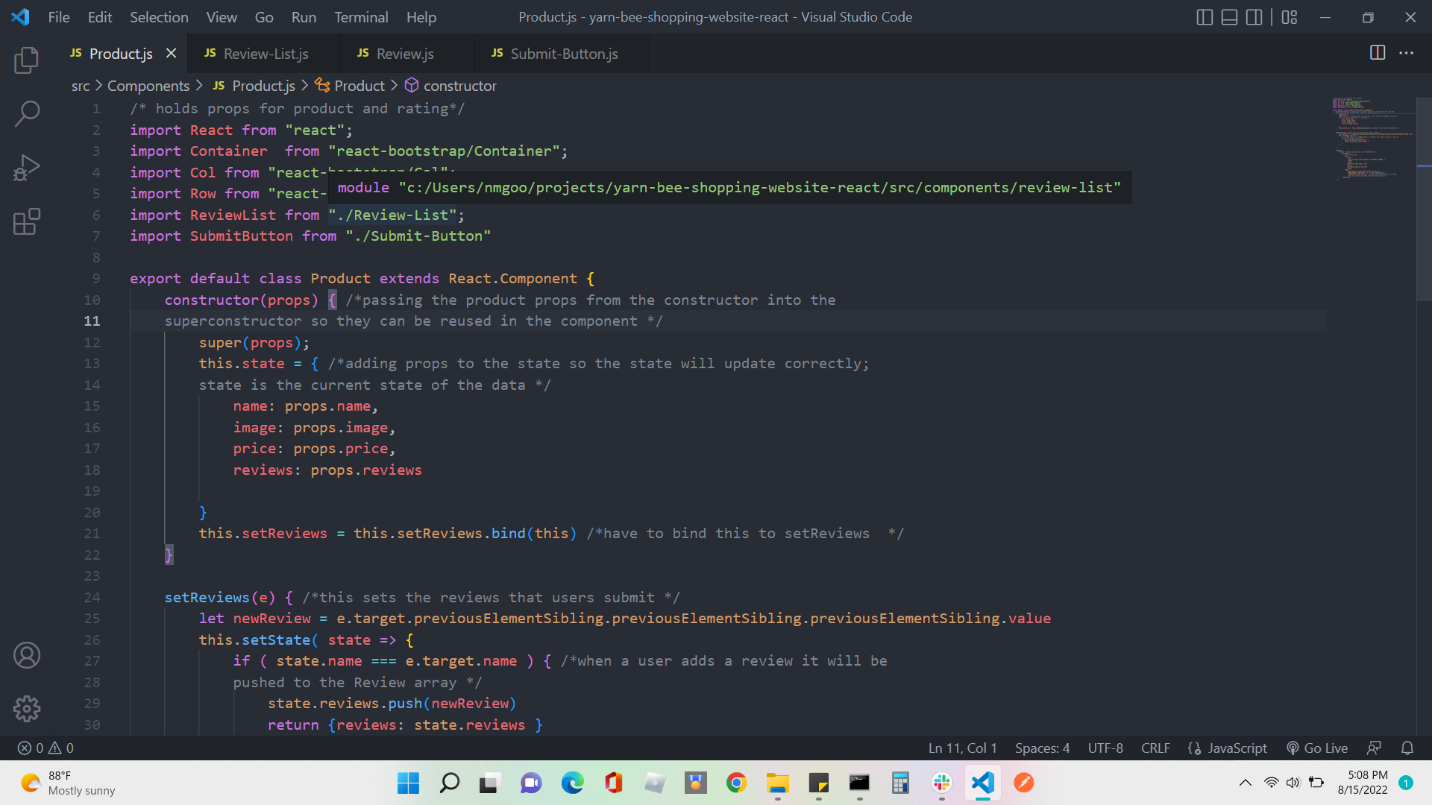 File Edit Selection View Go Run Terminal Help Product.js - yarn-bee-shopping-website-react - Visual Studio Code
JS Product.js JS Review-List.js JS Review.js JS Submit-Button.js
src > Components > JS Product.js > Product > constructor
1 /* holds props for product and rating*/
2 import React from "react";
3 import Container  from "react-bootstrap/Container";
4 import Col from "react-bootstrap/Col";
module "c:/Users/nmgoo/projects/yarn-bee-shopping-website-react/src/components/review-list"
5 import Row from "react-
6 import ReviewList from "./Review-List";
7 import SubmitButton from "./Submit-Button"
8
9 export default class Product extends React.Component {
10 constructor(props) { /*passing the product props from the constructor into the
11 superconstructor so they can be reused in the component */
12 super(props);
13 this.state = { /*adding props to the state so the state will update correctly;
14 state is the current state of the data */
15 name: props.name,
16 image: props.image,
17 price: props.price,
18 reviews: props.reviews
19
20 }
21 this.setReviews = this.setReviews.bind(this) /*have to bind this to setReviews  */
22 }
23
24 setReviews(e) { /*this sets the reviews that users submit */
25 let newReview = e.target.previousElementSibling.previousElementSibling.previousElementSibling.value
26 this.setState( state => {
27 if ( state.name === e.target.name ) { /*when a user adds a review it will be
28 pushed to the Review array */
29 state.reviews.push(newReview)
30 return {reviews: state.reviews }
0 0 Ln 11, Col 1 Spaces: 4 UTF-8 CRLF JavaScript Go Live
88°F
Mostly sunny
5:08 PM
8/15/2022 1